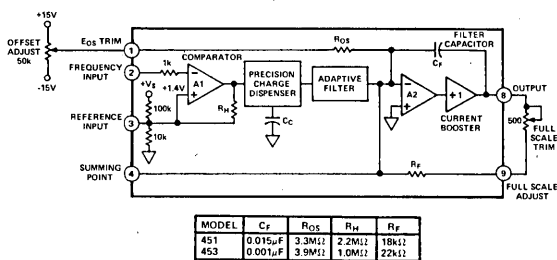 +15V
OFFSET ADJUST 50k
-15V
EOS TRIM
1
FREQUENCY INPUT
2
1k
COMPARATOR
A1
+VS
100k
+1.4V
REFERENCE INPUT
3
10k
RH
PRECISION CHARGE DISPENSER
CC
ADAPTIVE FILTER
ROS
FILTER CAPACITOR
CF
A2
+1
CURRENT BOOSTER
8
OUTPUT
500
FULL SCALE TRIM
SUMMING POINT
4
RF
9
FULL SCALE ADJUST
MODEL CF ROS RH RF
451 0.015µF 3.3MΩ 2.2MΩ 18kΩ
453 0.001µF 3.9MΩ 1.0MΩ 22kΩ